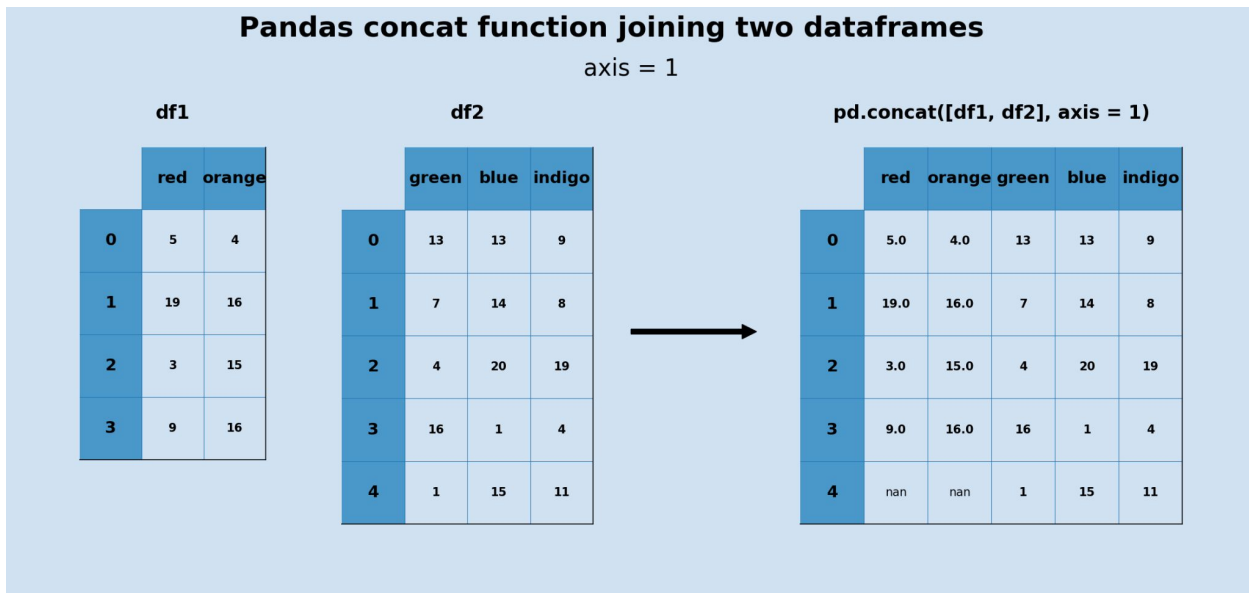 Pandas concat function joining two dataframes
axis = 1
df1
red orange
0 5 4
1 19 16
2 3 15
3 9 16
df2
green blue indigo
0 13 13 9
1 7 14 8
2 4 20 19
3 16 1 4
4 1 15 11
pd.concat([df1, df2], axis = 1)
red orange green blue indigo
0 5.0 4.0 13 13 9
1 19.0 16.0 7 14 8
2 3.0 15.0 4 20 19
3 9.0 16.0 16 1 4
4 nan nan 1 15 11